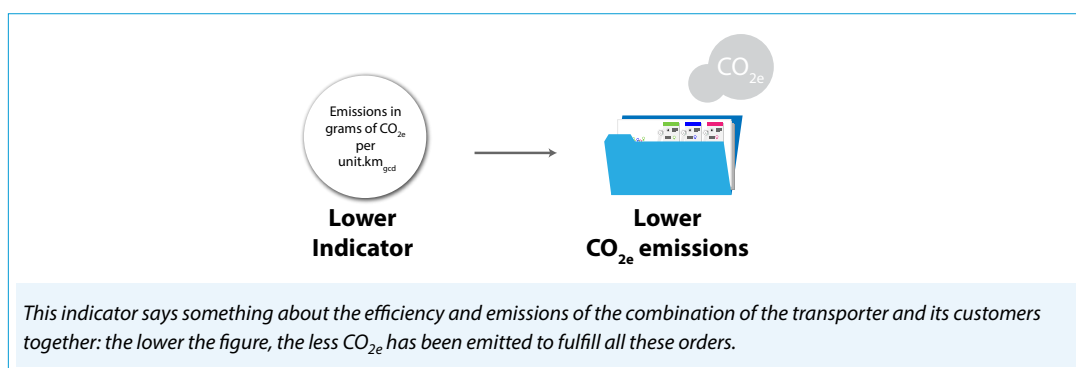 CO2e
Emissions in
grams of CO2e
per
unit.kmgcd
Lower
Indicator
Lower
CO2e emissions
This indicator says something about the efficiency and emissions of the combination of the transporter and its customers
together: the lower the figure, the less CO2e has been emitted to fulfill all these orders.